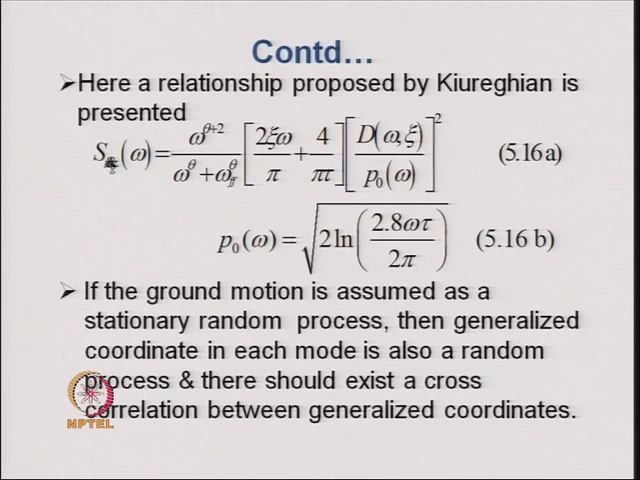 Contd…
➢Here a relationship proposed by Kiureghian is
presented
S (ω) = ω^(θ+2) / (ω^θ + ω_f^θ) [2ξω/π + 4/(πτ)] [D(ω,ξ)/p₀(ω)]² (5.16a)
p₀(ω) = √(2 ln(2.8ωτ/2π)) (5.16 b)
➢ If the ground motion is assumed as a
stationary random process, then generalized
coordinate in each mode is also a random
process & there should exist a cross
correlation between generalized coordinates.
NPTEL